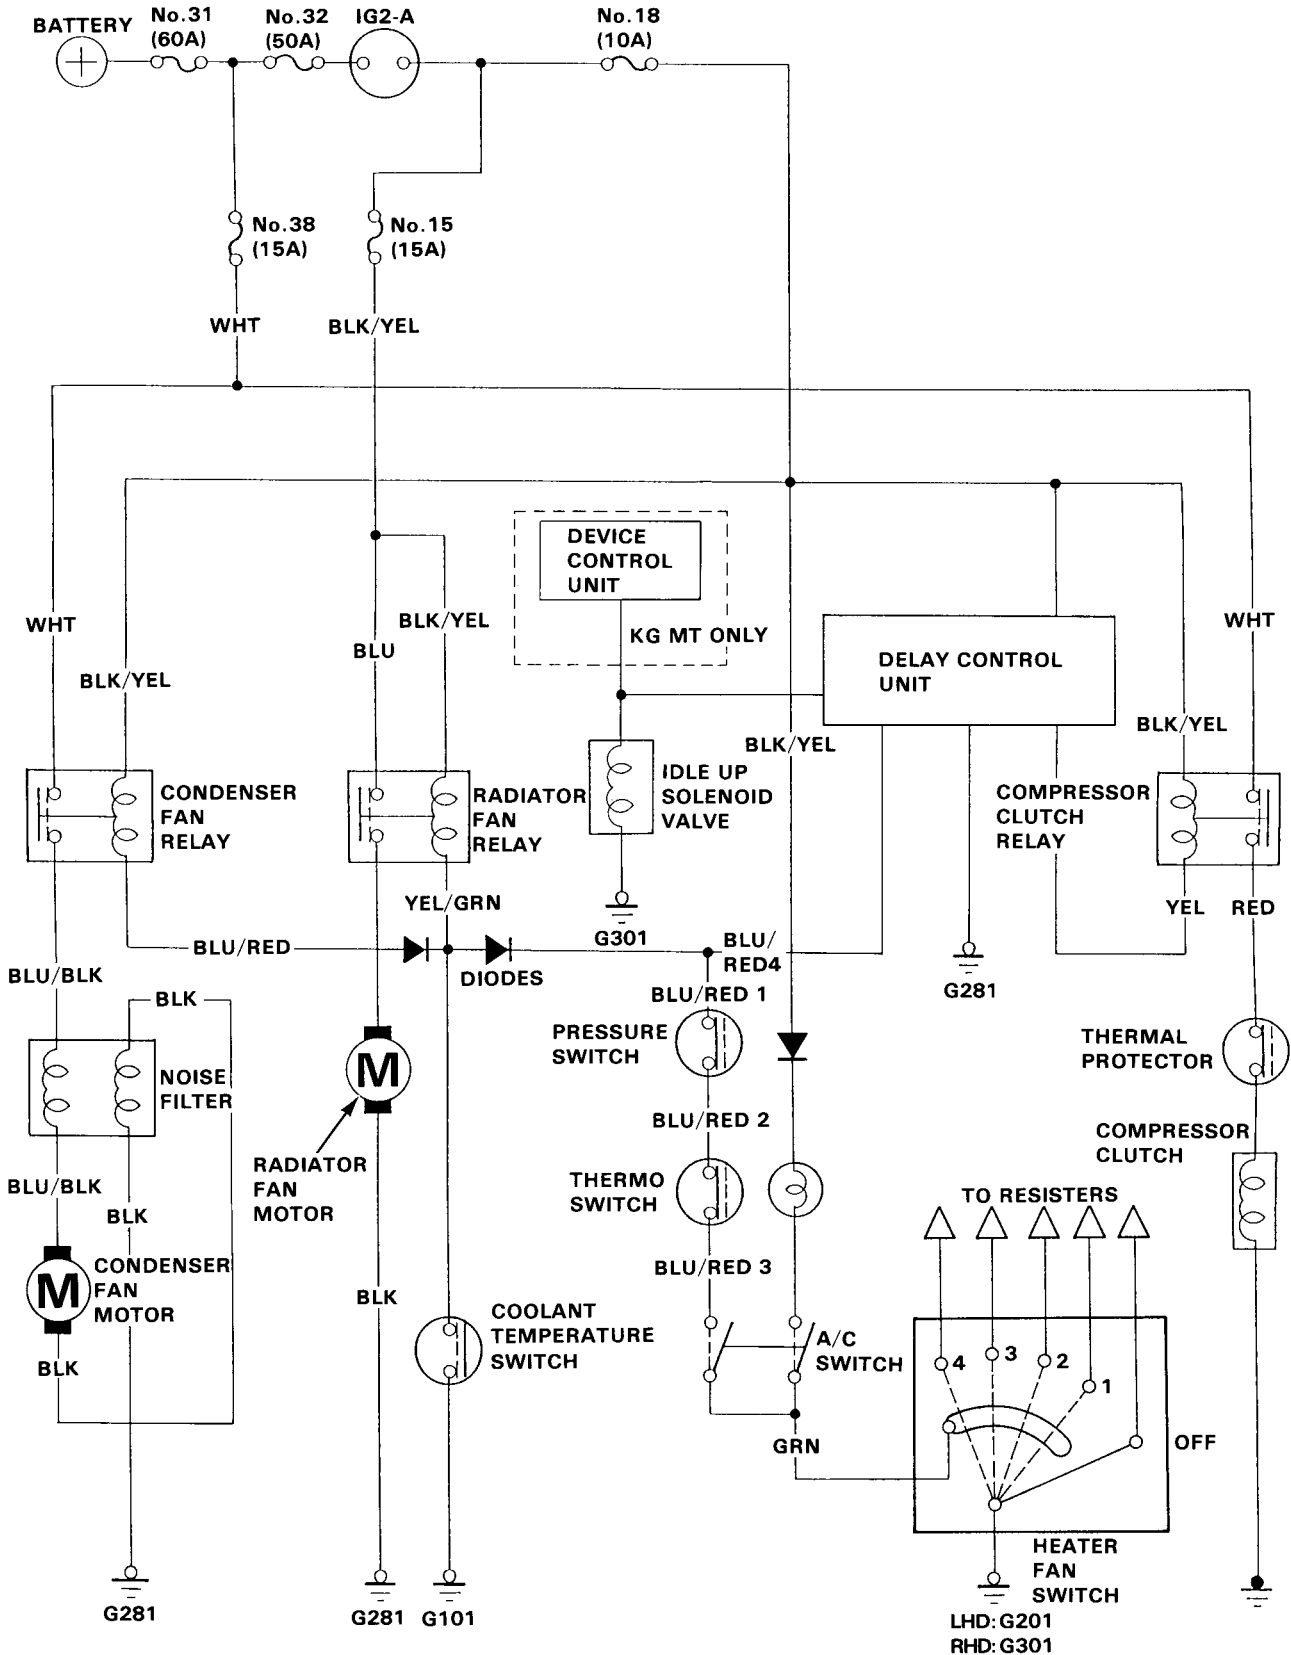 BATTERY
No.31
(60A)
No.32
(50A)
IG2-A
No.18
(10A)
No.38
(15A)
No.15
(15A)
WHT
BLK/YEL
DEVICE
CONTROL
UNIT
KG MT ONLY
WHT
BLK/YEL
BLU
BLK/YEL
DELAY CONTROL
UNIT
WHT
BLK/YEL
BLK/YEL
CONDENSER
FAN
RELAY
RADIATOR
FAN
RELAY
IDLE UP
SOLENOID
VALVE
COMPRESSOR
CLUTCH
RELAY
YEL/GRN
YEL
RED
BLU/RED
G301
BLU/
RED4
DIODES
BLU/BLK
BLK
BLU/RED 1
G281
PRESSURE
SWITCH
THERMAL
PROTECTOR
NOISE
FILTER
M
BLU/RED 2
COMPRESSOR
CLUTCH
RADIATOR
FAN
MOTOR
THERMO
SWITCH
BLU/BLK
BLK
TO RESISTERS
M
CONDENSER
FAN
MOTOR
BLU/RED 3
BLK
COOLANT
TEMPERATURE
SWITCH
A/C
SWITCH
4
3
2
1
BLK
GRN
OFF
HEATER
FAN
SWITCH
G281
G281
G101
LHD: G201
RHD: G301